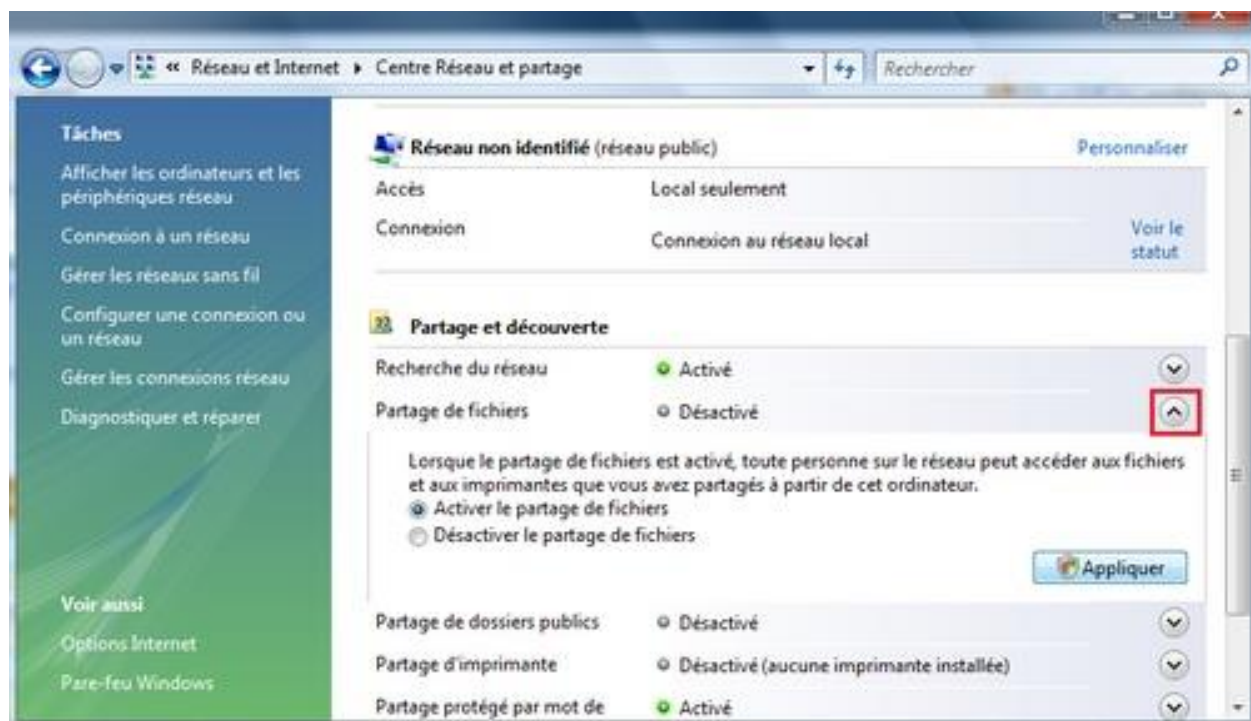 « Réseau et Internet ▸ Centre Réseau et partage
Rechercher
Tâches
Afficher les ordinateurs et les
périphériques réseau
Connexion à un réseau
Gérer les réseaux sans fil
Configurer une connexion ou
un réseau
Gérer les connexions réseau
Diagnostiquer et réparer
Voir aussi
Options Internet
Pare-feu Windows
Réseau non identifié (réseau public) Personnaliser
Accès Local seulement
Connexion Connexion au réseau local Voir le
statut
Partage et découverte
Recherche du réseau Activé
Partage de fichiers Désactivé
Lorsque le partage de fichiers est activé, toute personne sur le réseau peut accéder aux fichiers
et aux imprimantes que vous avez partagés à partir de cet ordinateur.
Activer le partage de fichiers
Désactiver le partage de fichiers
Appliquer
Partage de dossiers publics Désactivé
Partage d'imprimante Désactivé (aucune imprimante installée)
Partage protégé par mot de Activé